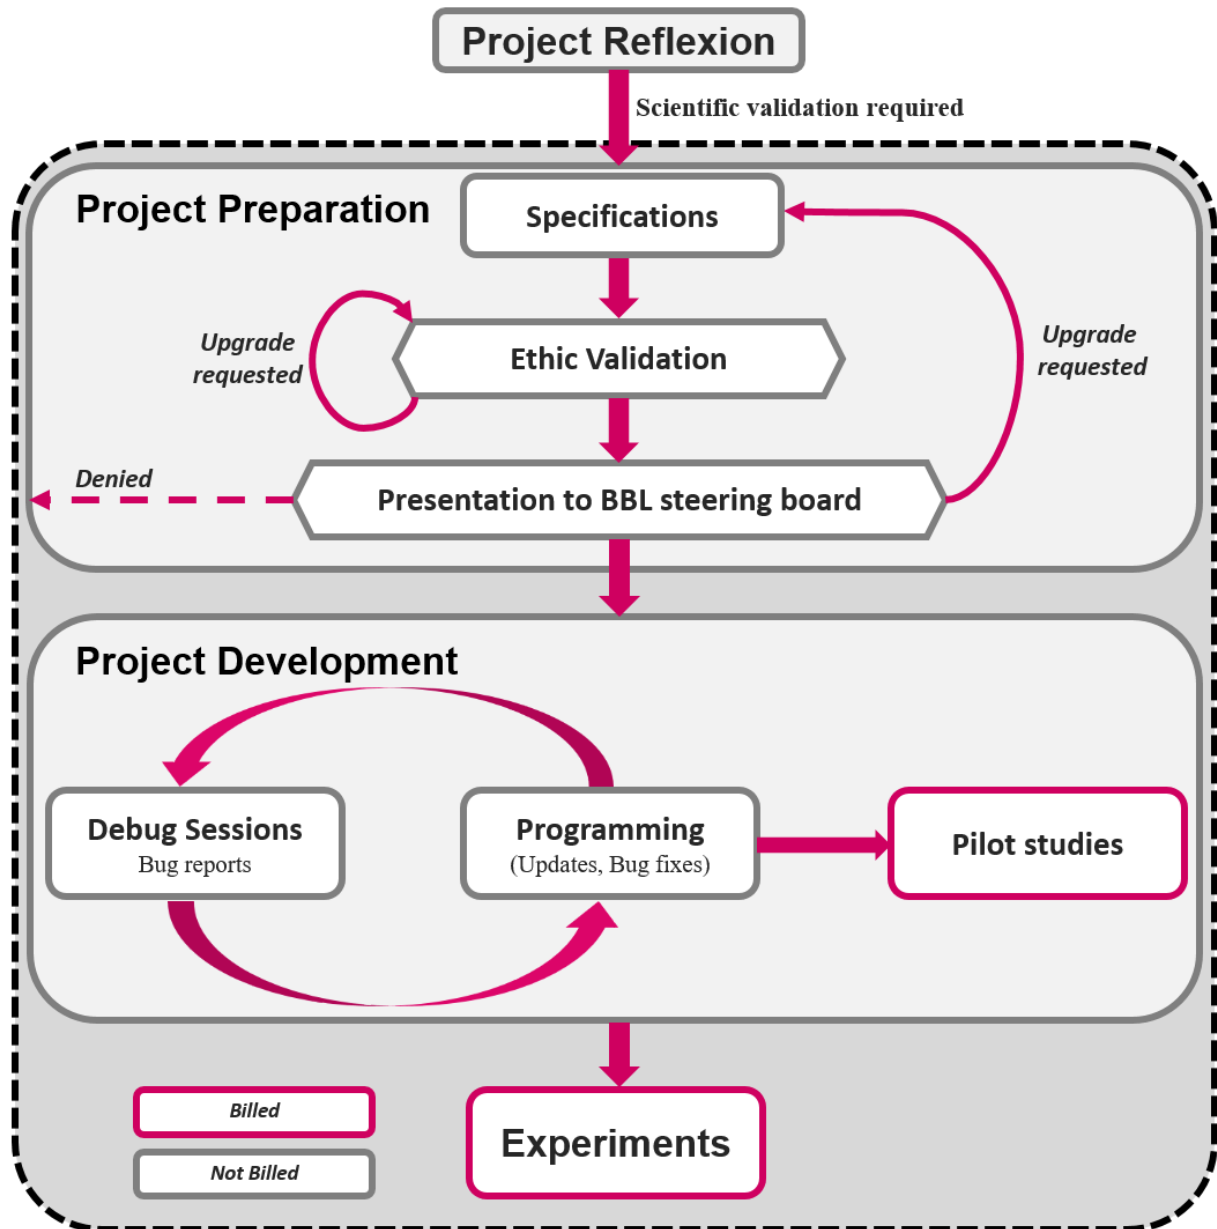 Project Reflexion
Scientific validation required
Project Preparation
Specifications
Upgrade
requested
Ethic Validation
Upgrade
requested
Denied
Presentation to BBL steering board
Project Development
Debug Sessions
Bug reports
Programming
(Updates, Bug fixes)
Pilot studies
Billed
Not Billed
Experiments